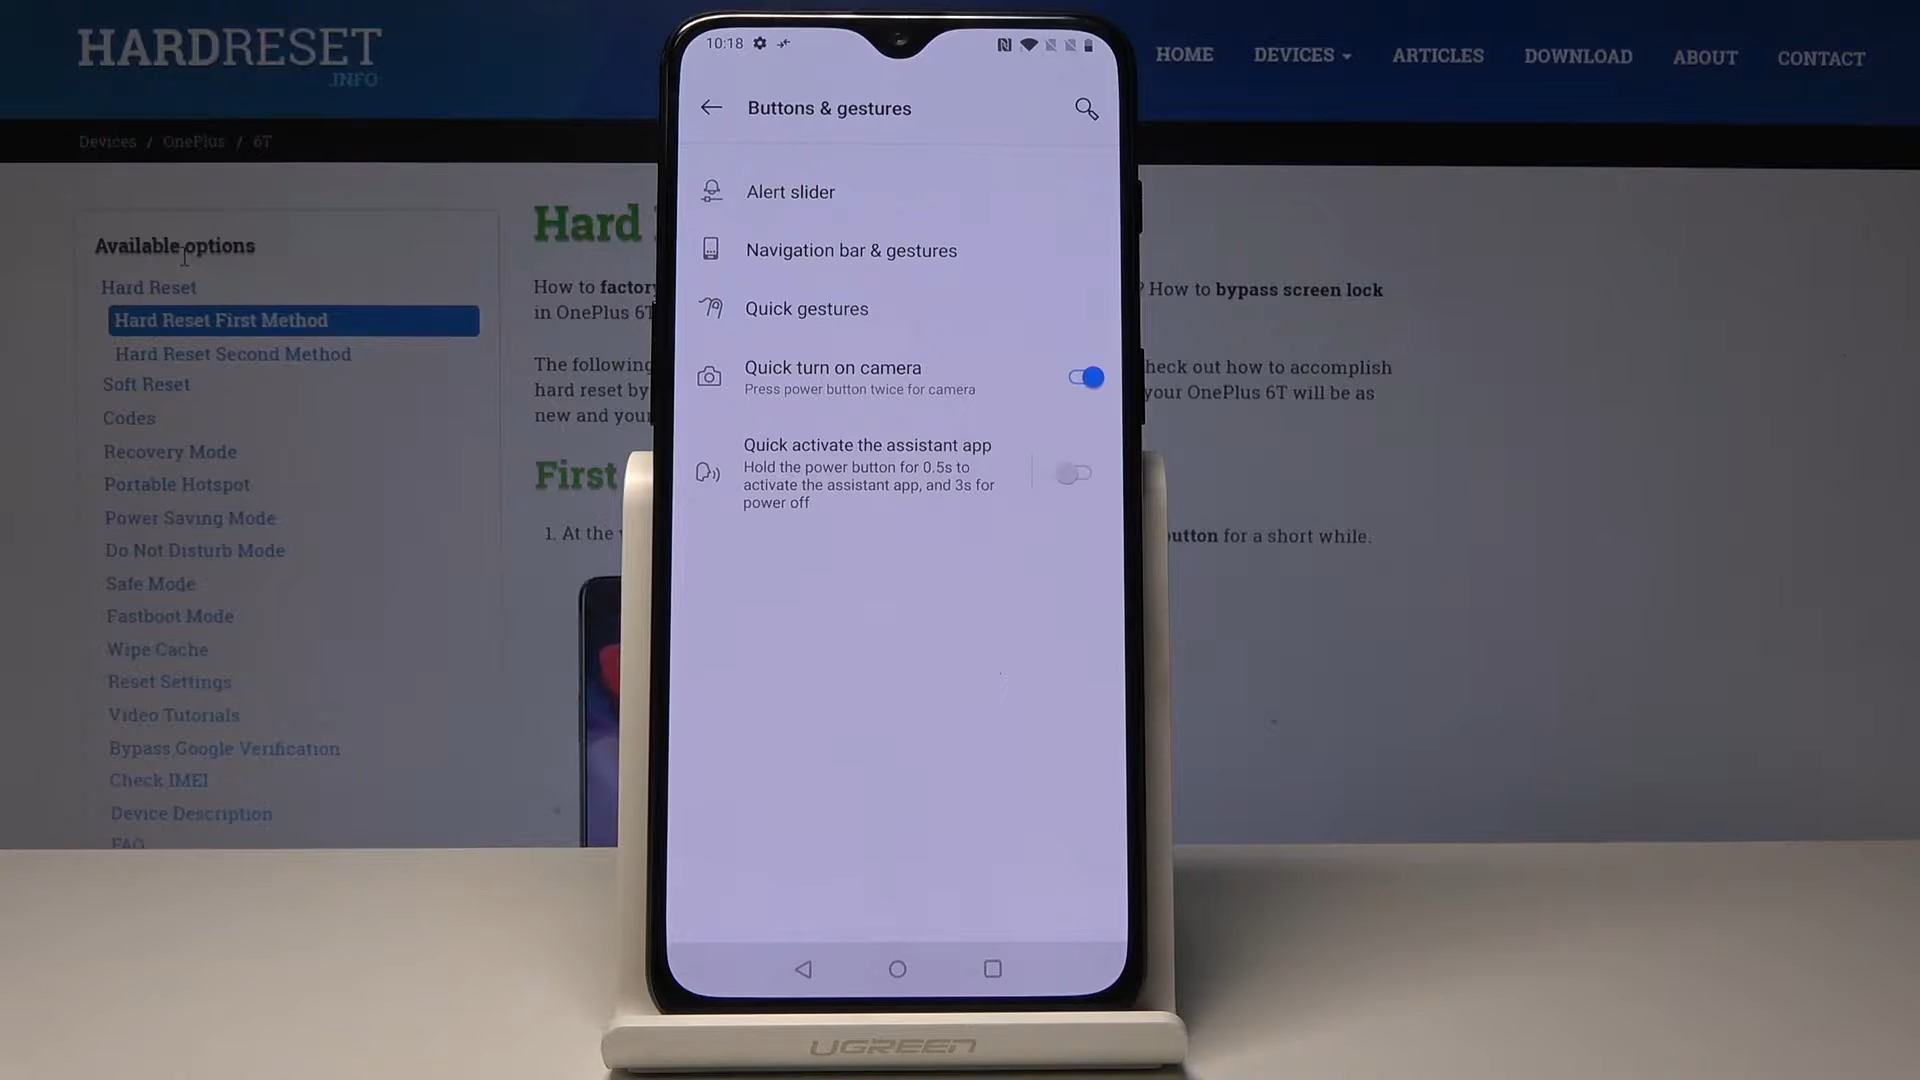 HARDRESET
.INFO
HOME
DEVICES
ARTICLES
DOWNLOAD
ABOUT
CONTACT
Devices / OnePlus / 6T
Available options
Hard Reset
Hard Reset First Method
Hard Reset Second Method
Soft Reset
Codes
Recovery Mode
Portable Hotspot
Power Saving Mode
Do Not Disturb Mode
Safe Mode
Fastboot Mode
Wipe Cache
Reset Settings
Video Tutorials
Bypass Google Verification
Check IMEI
Device Description
FAQ
Hard
How to factory ? How to bypass screen lock
in OnePlus 6T
The following heck out how to accomplish
hard reset by your OnePlus 6T will be as
new and your
First
1. At the utton for a short while.
10:18
Buttons & gestures
Alert slider
Navigation bar & gestures
Quick gestures
Quick turn on camera
Press power button twice for camera
Quick activate the assistant app
Hold the power button for 0.5s to
activate the assistant app, and 3s for
power off
UGREEN